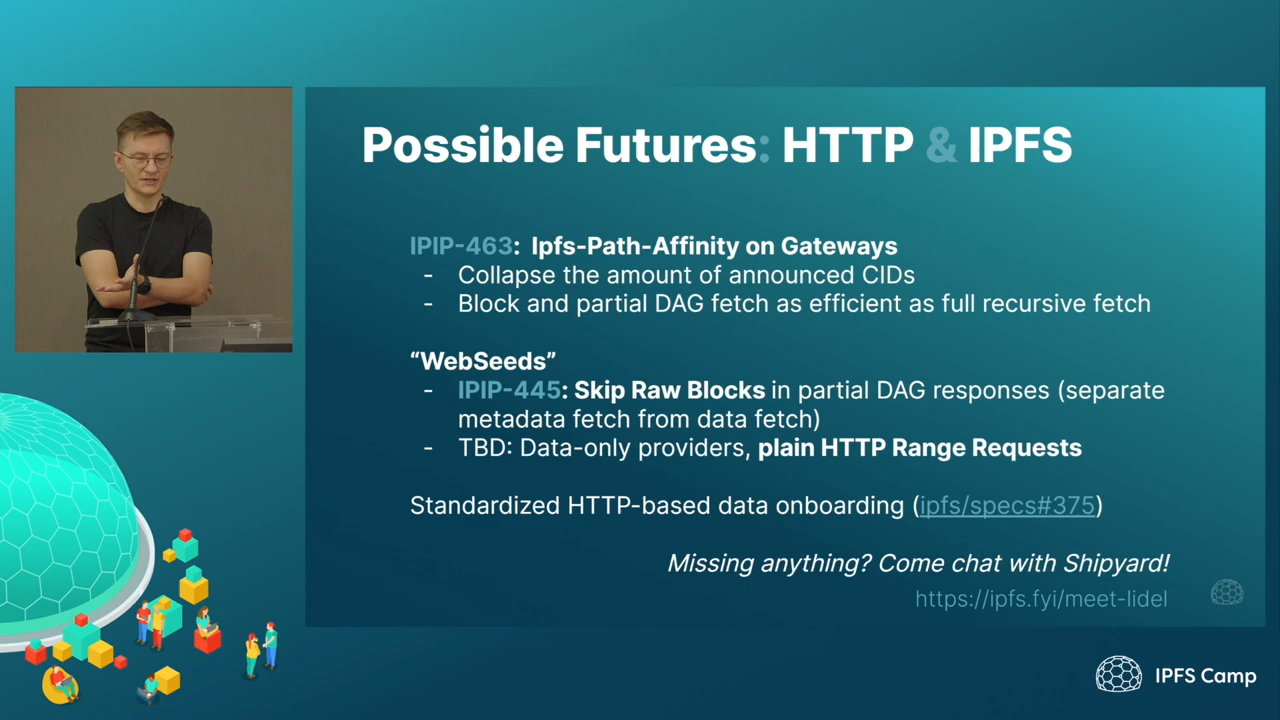 Possible Futures: HTTP & IPFS
IPIP-463: Ipfs-Path-Affinity on Gateways
- Collapse the amount of announced CIDs
- Block and partial DAG fetch as efficient as full recursive fetch
“WebSeeds”
- IPIP-445: Skip Raw Blocks in partial DAG responses (separate
metadata fetch from data fetch)
- TBD: Data-only providers, plain HTTP Range Requests
Standardized HTTP-based data onboarding (ipfs/specs#375)
Missing anything? Come chat with Shipyard!
https://ipfs.fyi/meet-lidel
IPFS Camp